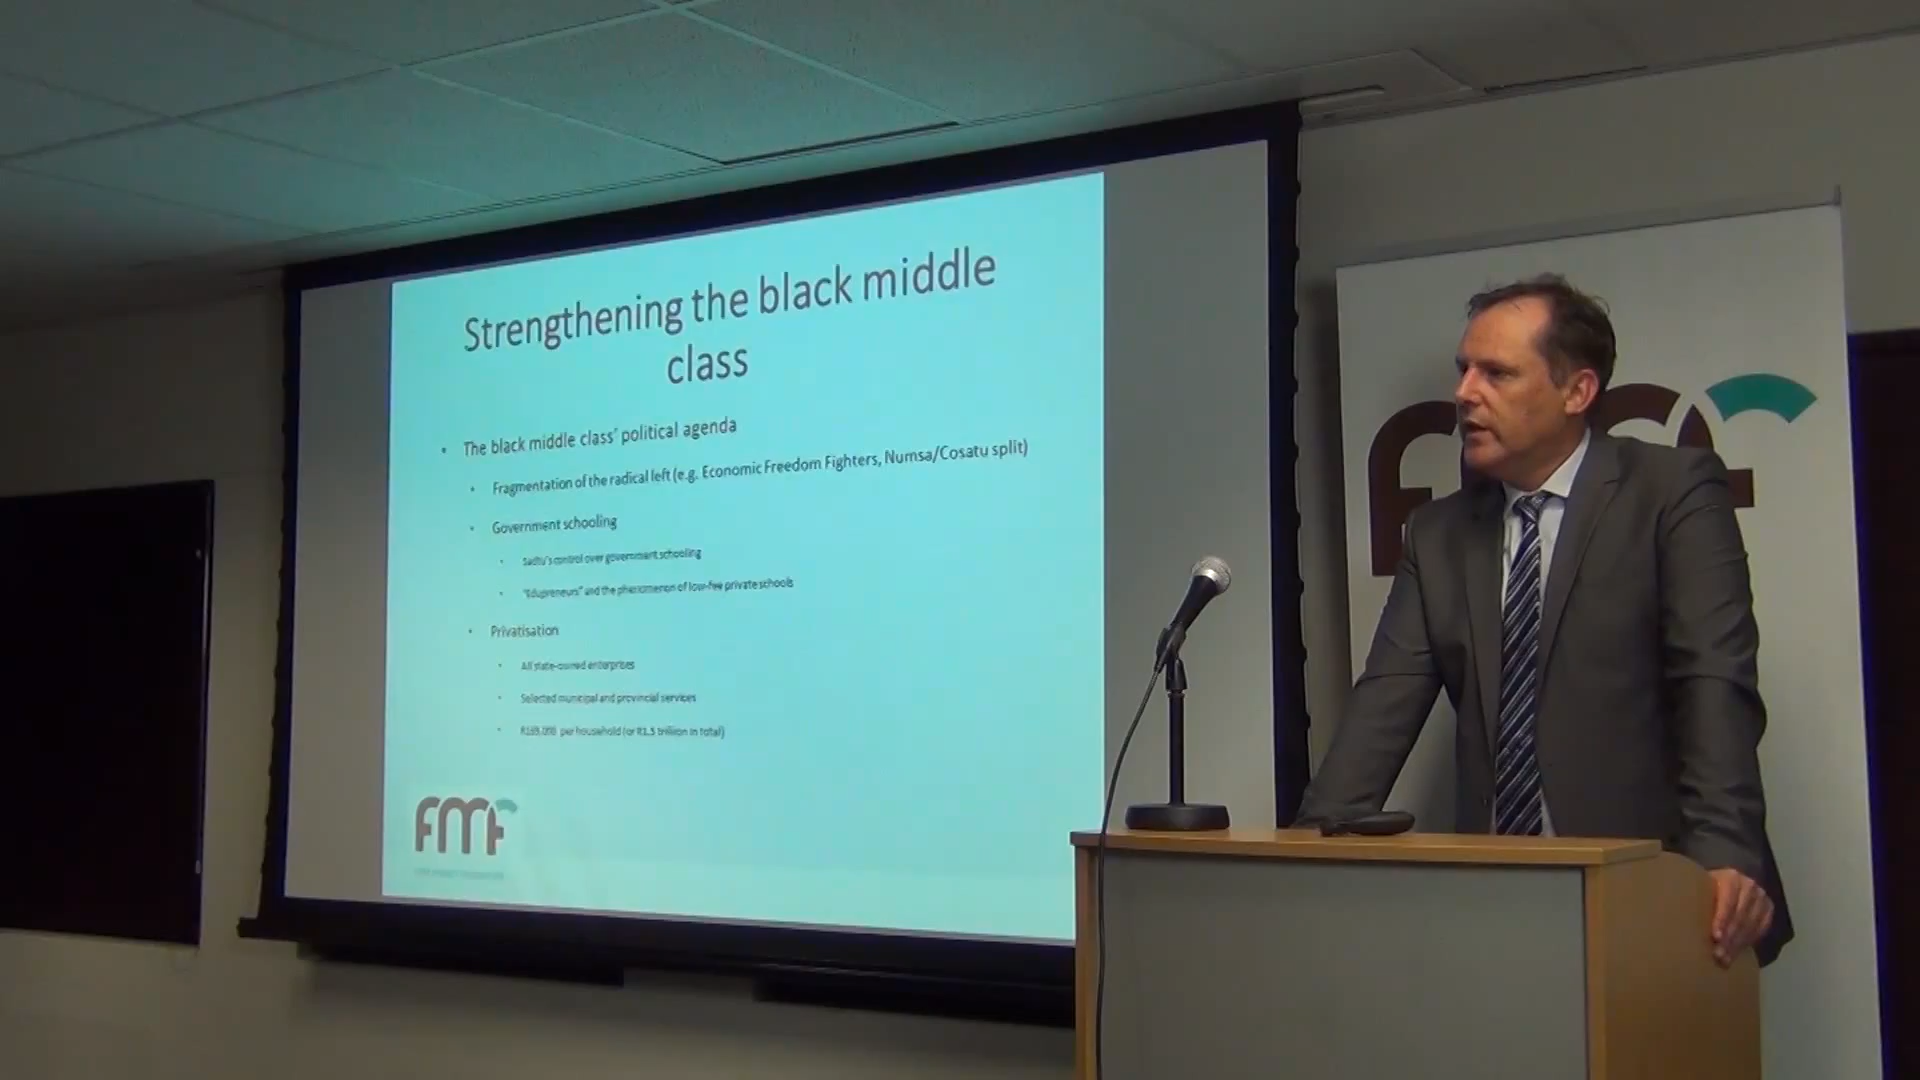 Strengthening the black middle
class
• The black middle class' political agenda
• Fragmentation of the radical left (e.g. Economic Freedom Fighters, Numsa/Cosatu split)
• Government schooling
• Sadtu's control over government schooling
• "Edupreneurs" and the phenomenon of low-fee private schools
• Privatisation
• All state-owned enterprises
• Selected municipal and provincial services
• per household (or R1.5 trillion in total)
FMF
FMF